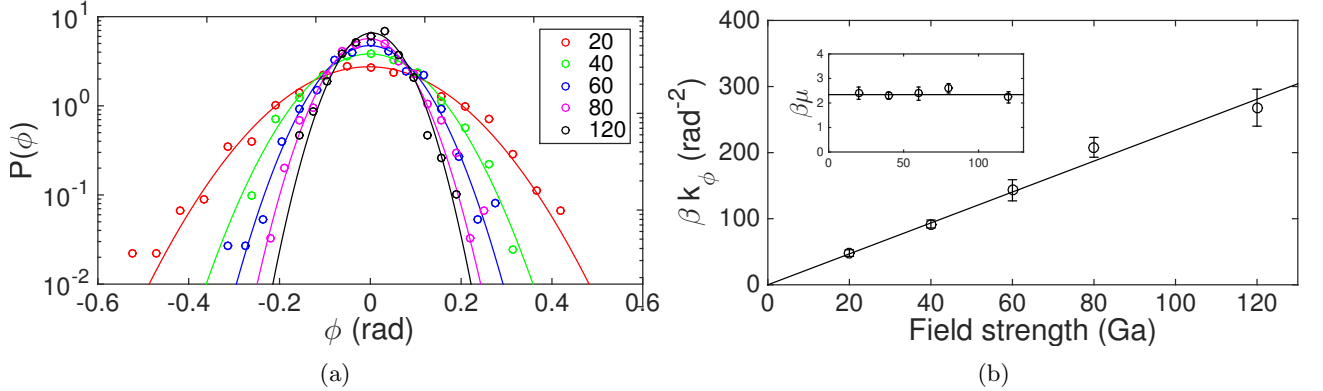 10^1
10^0
10^-1
10^-2
P(ϕ)
-0.6 -0.4 -0.2 0 0.2 0.4 0.6
ϕ (rad)
20
40
60
80
120
(a)
400
300
200
100
0
β k_ϕ (rad^-2)
0 20 40 60 80 100 120
Field strength (Ga)
4
3
2
1
0
βμ
0 50 100
(b)